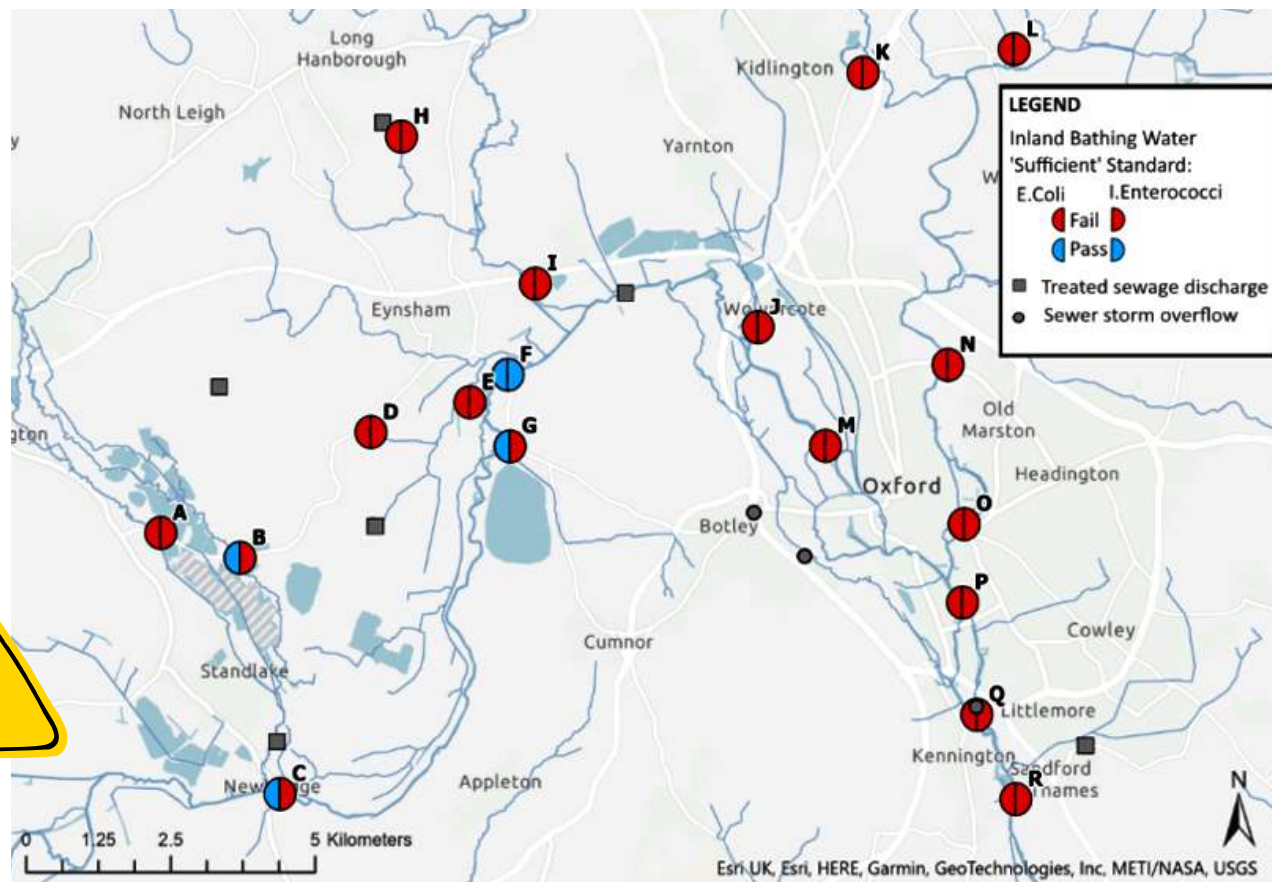 Long
Hanborough
North Leigh
H
Kidlington
K
L
Yarnton
LEGEND
Inland Bathing Water
'Sufficient' Standard:
E.Coli I.Enterococci
Fail
Pass
Treated sewage discharge
Sewer storm overflow
y
W
I
Eynsham
J
F
E
N
D
G
M
Old
Marston
Headington
gton
Oxford
A
B
Botley
O
P
Cowley
Cumnor
Standlake
Q
Littlemore
Kennington
Sandford
C
Appleton
R
N
0 1.25 2.5 5 Kilometers
Esri UK, Esri, HERE, Garmin, GeoTechnologies, Inc, METI/NASA, USGS